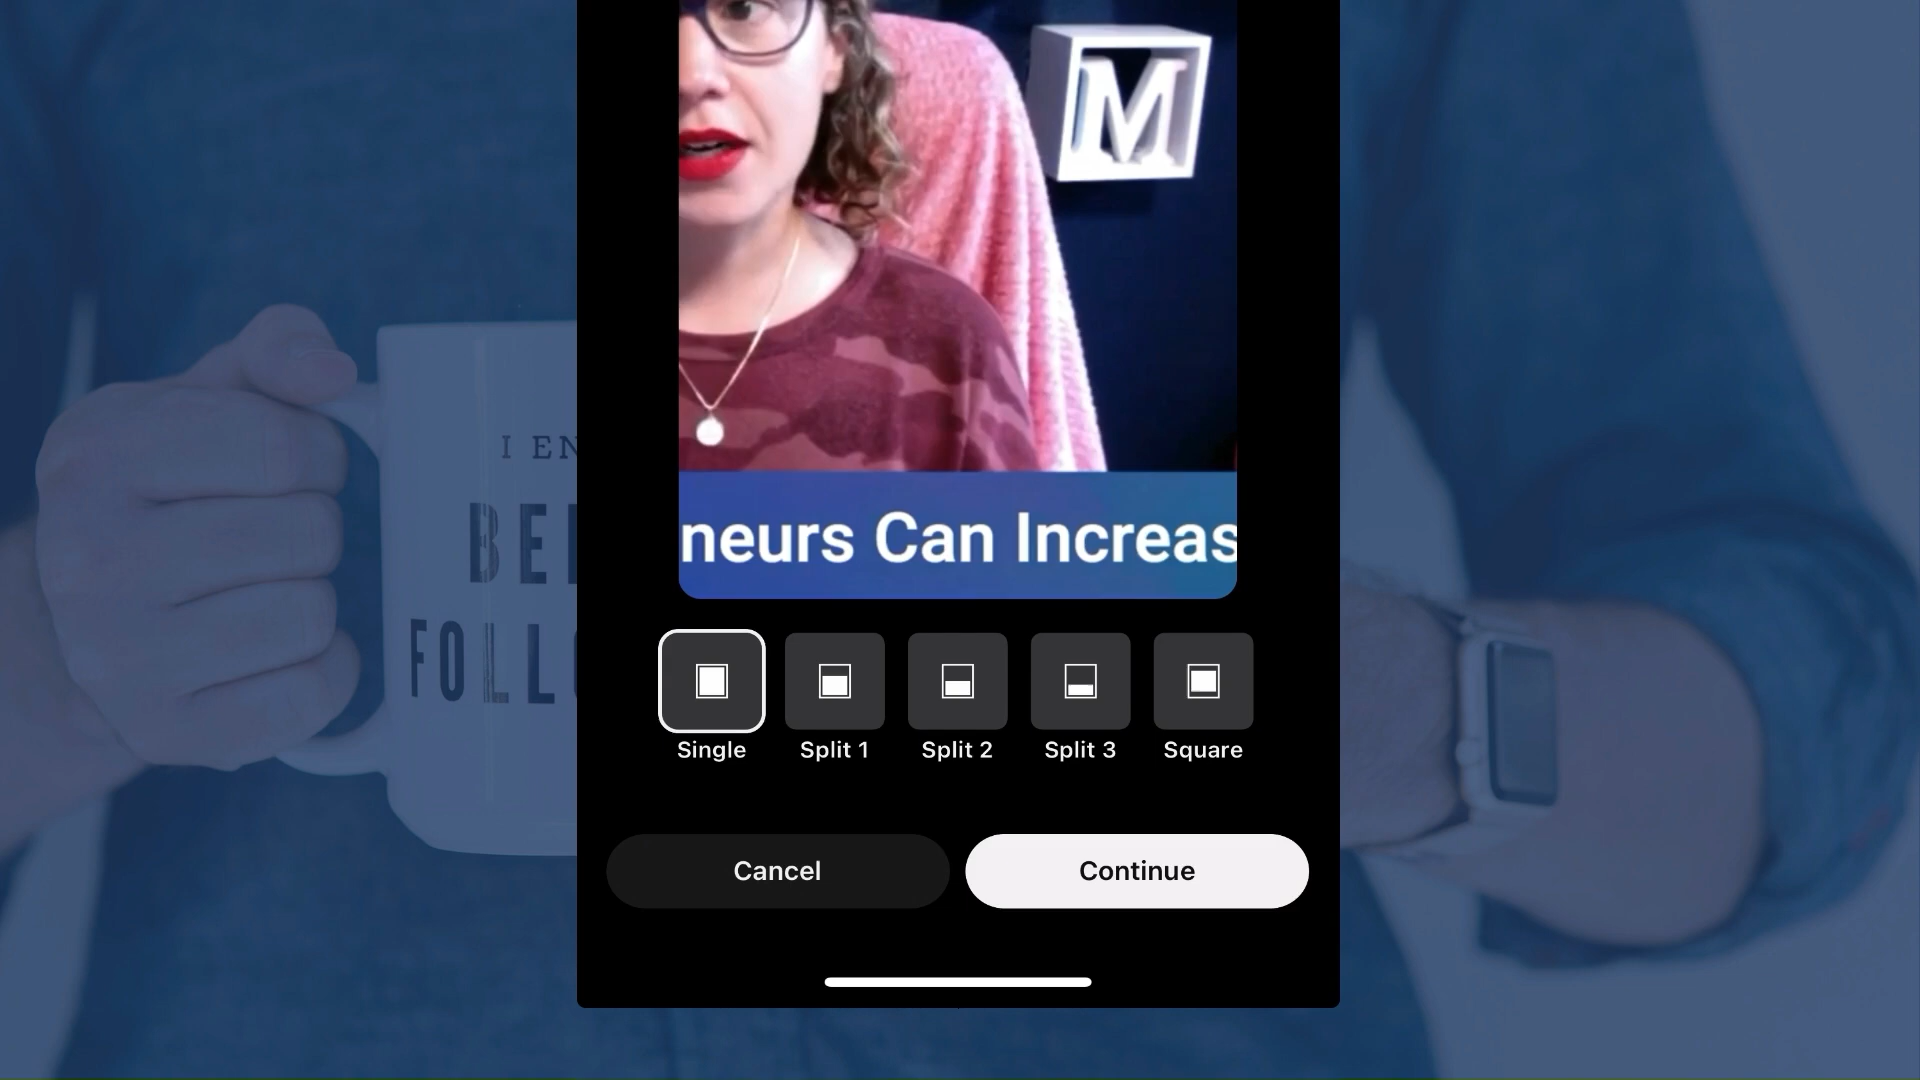 M
I EN
BE
FOLL
neurs Can Increas
Single
Split 1
Split 2
Split 3
Square
Cancel
Continue